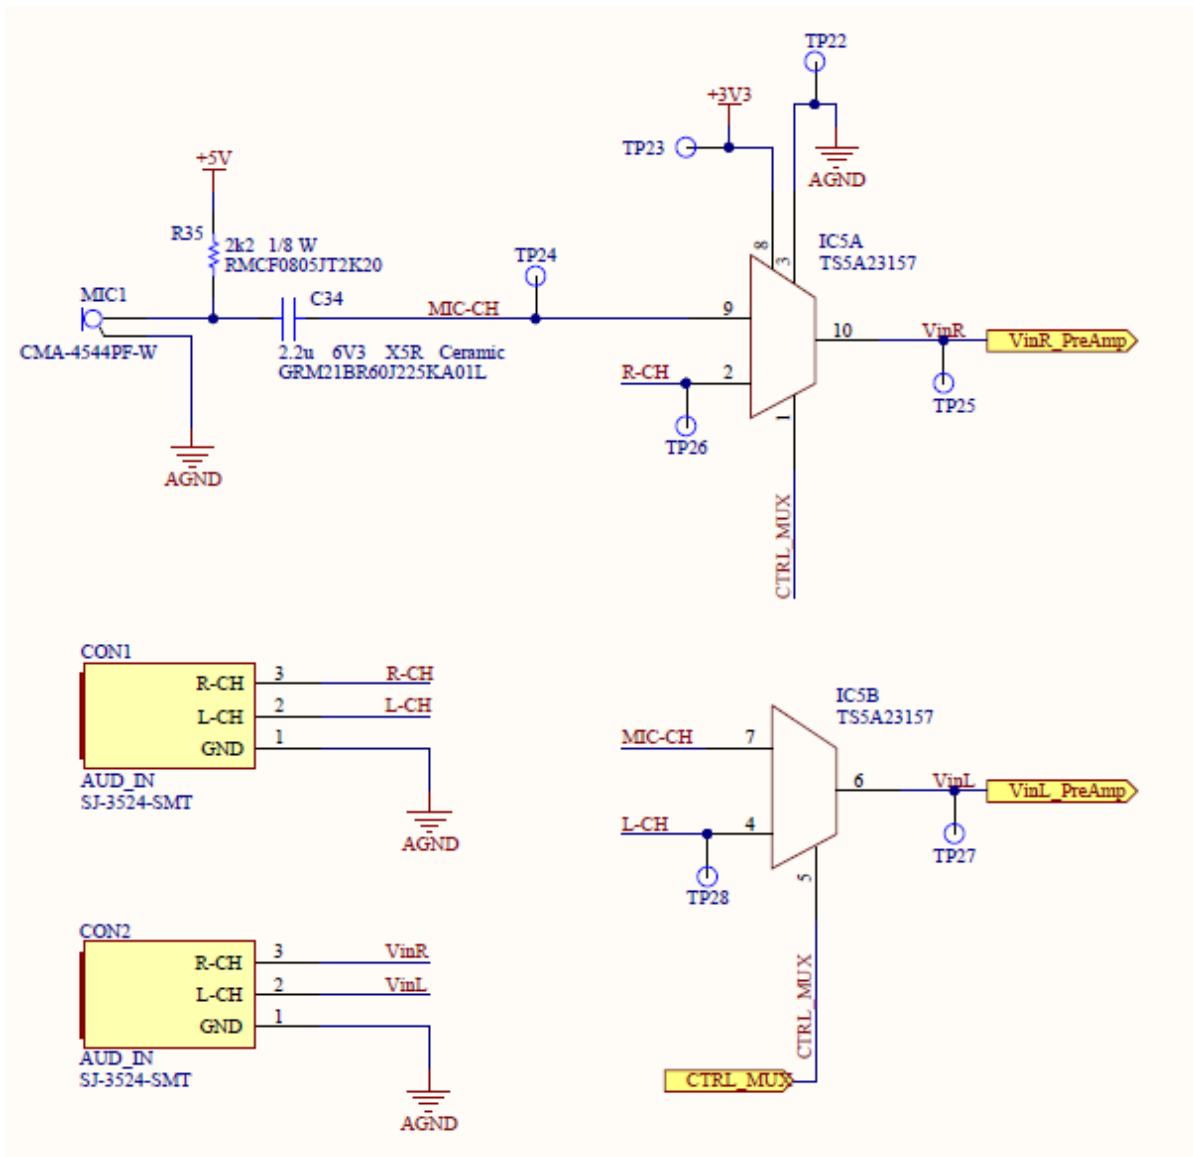 TP22
+3V3
TP23
AGND
+5V
R35
2k2 1/8 W
RMCF0805JT2K20
8
3
IC5A
TS5A23157
TP24
MIC1
C34
MIC-CH
9
10
VinR
VinR_PreAmp
CMA-4544PF-W
2.2u 6V3 X5R Ceramic
GRM21BR60J225KA01L
R-CH
2
TP25
TP26
1
AGND
CTRL_MUX
CON1
R-CH
3
R-CH
L-CH
2
L-CH
GND
1
AUD_IN
SJ-3524-SMT
AGND
IC5B
TS5A23157
MIC-CH
7
6
VinL
VinL_PreAmp
L-CH
4
TP27
5
TP28
CTRL_MUX
CTRL_MUX
CON2
R-CH
3
VinR
L-CH
2
VinL
GND
1
AUD_IN
SJ-3524-SMT
AGND